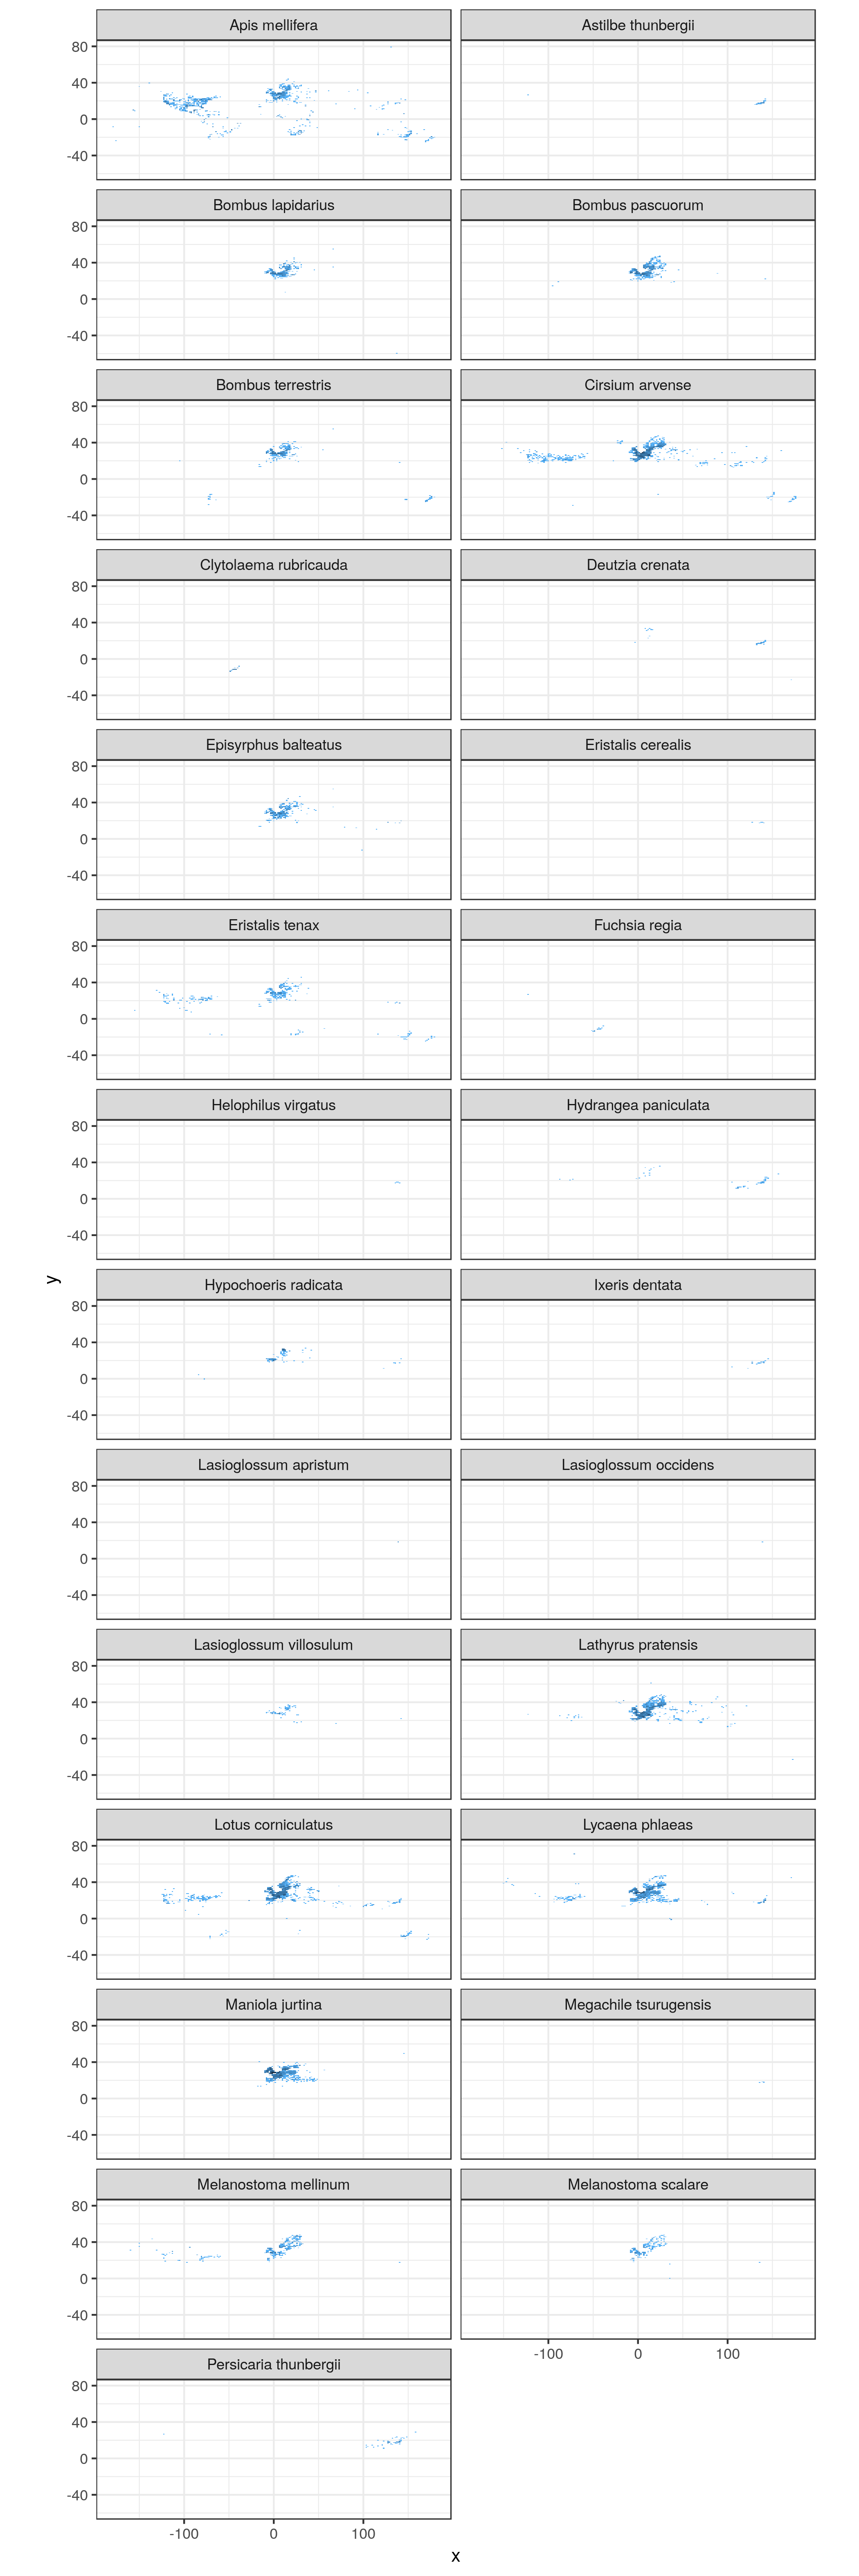 Apis mellifera
Astilbe thunbergii
80
40
0
-40
Bombus lapidarius
Bombus pascuorum
80
40
0
-40
Bombus terrestris
Cirsium arvense
80
40
0
-40
Clytolaema rubricauda
Deutzia crenata
80
40
0
-40
Episyrphus balteatus
Eristalis cerealis
80
40
0
-40
Eristalis tenax
Fuchsia regia
80
40
0
-40
Helophilus virgatus
Hydrangea paniculata
80
40
0
-40
y
Hypochoeris radicata
Ixeris dentata
80
40
0
-40
Lasioglossum apristum
Lasioglossum occidens
80
40
0
-40
Lasioglossum villosulum
Lathyrus pratensis
80
40
0
-40
Lotus corniculatus
Lycaena phlaeas
80
40
0
-40
Maniola jurtina
Megachile tsurugensis
80
40
0
-40
Melanostoma mellinum
Melanostoma scalare
80
40
0
-40
-100 0 100
Persicaria thunbergii
80
40
0
-40
-100 0 100
x